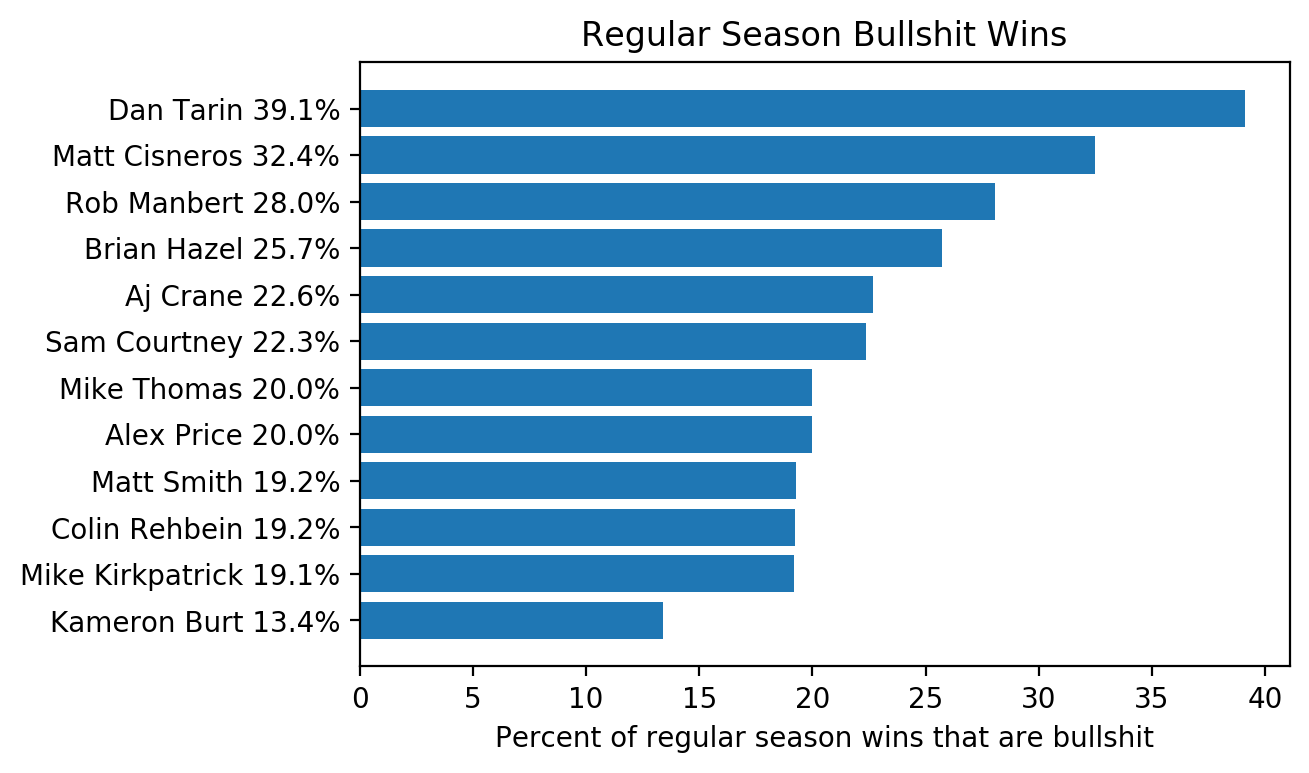 Regular Season Bullshit Wins
Dan Tarin 39.1%
Matt Cisneros 32.4%
Rob Manbert 28.0%
Brian Hazel 25.7%
Aj Crane 22.6%
Sam Courtney 22.3%
Mike Thomas 20.0%
Alex Price 20.0%
Matt Smith 19.2%
Colin Rehbein 19.2%
Mike Kirkpatrick 19.1%
Kameron Burt 13.4%
0 5 10 15 20 25 30 35 40
Percent of regular season wins that are bullshit